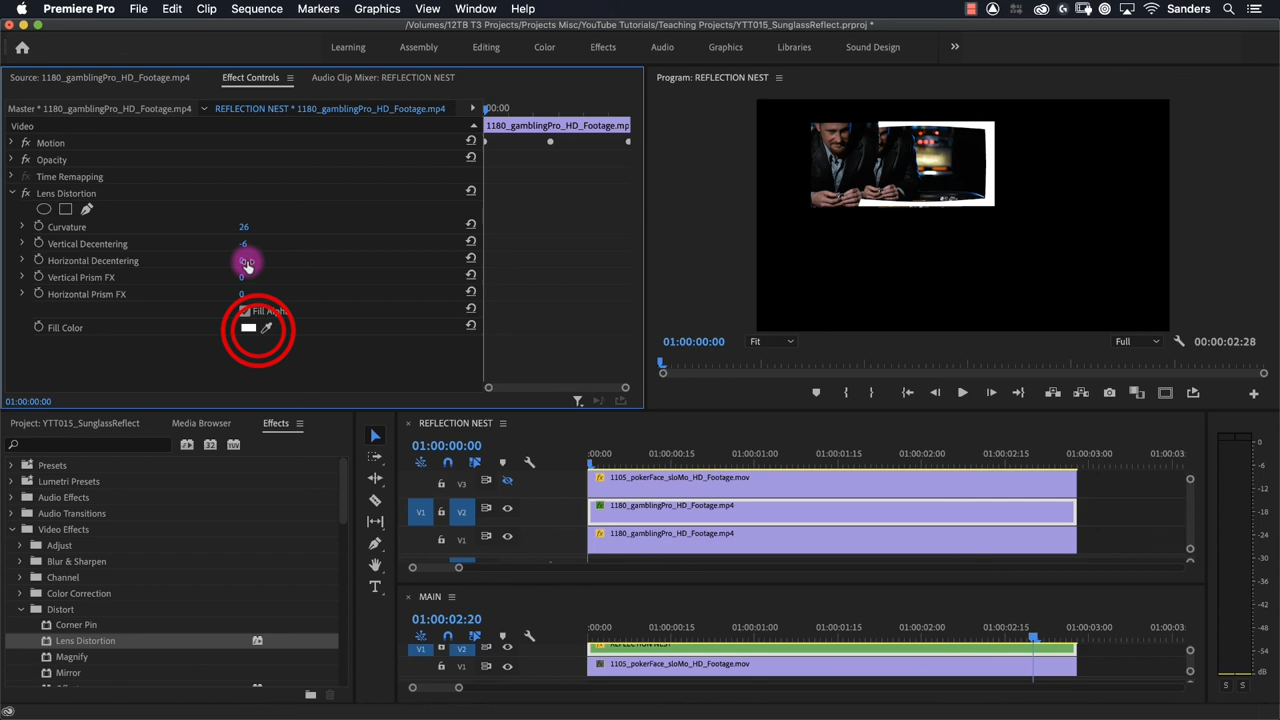 Premiere Pro File Edit Clip Sequence Markers Graphics View Window Help Sanders
/Volumes/12TB T3 Projects/Projects Misc/YouTube Tutorials/Teaching Projects/YTT015_SunglassReflect.prproj *
Learning Assembly Editing Color Effects Audio Graphics Libraries Sound Design
Source: 1180_gamblingPro_HD_Footage.mp4 Effect Controls Audio Clip Mixer: REFLECTION NEST
Program: REFLECTION NEST
Master * 1180_gamblingPro_HD_Footage.mp4 REFLECTION NEST * 1180_gamblingPro_HD_Footage.mp4 :00:00
Video 1180_gamblingPro_HD_Footage.mp
Motion
Opacity
Time Remapping
Lens Distortion
Curvature 26
Vertical Decentering -6
Horizontal Decentering
Vertical Prism FX 0
Horizontal Prism FX 0
Fill Alpha
Fill Color
01:00:00:00
01:00:00:00 Fit Full 00:00:02:28
Project: YTT015_SunglassReflect Media Browser Effects
Presets
Lumetri Presets
Audio Effects
Audio Transitions
Video Effects
Adjust
Blur & Sharpen
Channel
Color Correction
Distort
Corner Pin
Lens Distortion
Magnify
Mirror
REFLECTION NEST
01:00:00:00
:00:00 01:00:00:15 01:00:01:00 01:00:01:15 01:00:02:00 01:00:02:15 01:00:03:00 01:00:03:
V3 1105_pokerFace_sloMo_HD_Footage.mov
V1 V2 1180_gamblingPro_HD_Footage.mp4
V1 1180_gamblingPro_HD_Footage.mp4
MAIN
01:00:02:20
:00:00 01:00:00:15 01:00:01:00 01:00:01:15 01:00:02:00 01:00:02:15 01:00:03:00 01:00:03:
V1 V2 REFLECTION NEST
V1 1105_pokerFace_sloMo_HD_Footage.mov
0
-6
-12
-18
-24
-30
-36
-42
-48
-54
dB
S S